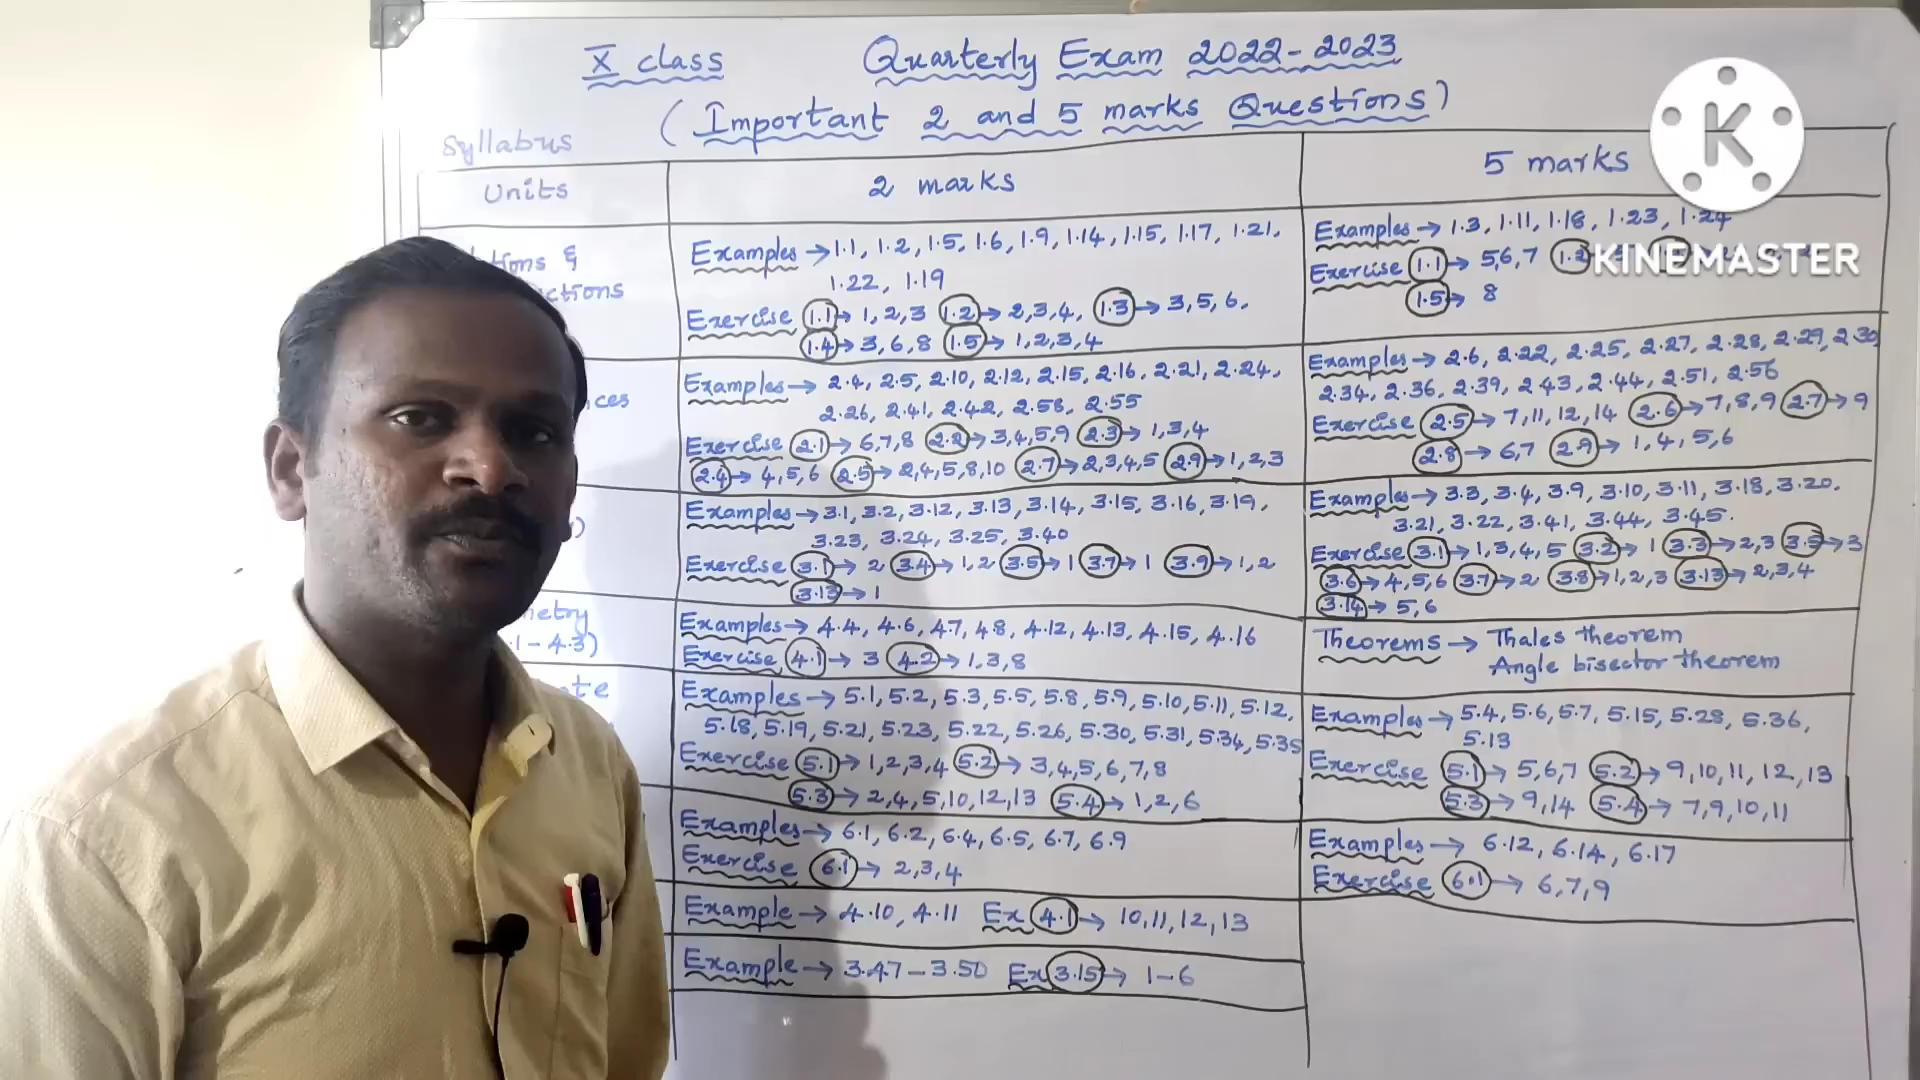 X class Quarterly Exam 2022-2023
(Important 2 and 5 marks Questions)
Syllabus
Units
2 marks
5 marks
K
KINEMASTER
tions &
ctions
Examples → 1.1, 1.2, 1.5, 1.6, 1.9, 1.14, 1.15, 1.17, 1.21,
1.22, 1.19
Exercise 1.1 → 1,2,3 1.2 → 2,3,4, 1.3 → 3,5,6,
1.4 → 3,6,8 1.5 → 1,2,3,4
Examples → 1.3, 1.11, 1.18, 1.23, 1.24
Exercise 1.1 → 5,6,7 1.2
1.5 → 8
nces
Examples → 2.4, 2.5, 2.10, 2.12, 2.15, 2.16, 2.21, 2.24,
2.26, 2.41, 2.42, 2.58, 2.55
Exercise 2.1 → 6,7,8 2.2 → 3,4,5,9 2.3 → 1,3,4
2.4 → 4,5,6 2.5 → 2,4,5,8,10 2.7 → 2,3,4,5 2.9 → 1,2,3
Examples → 2.6, 2.22, 2.25, 2.27, 2.28, 2.29, 2.30
2.34, 2.36, 2.39, 2.43, 2.44, 2.51, 2.56
Exercise 2.5 → 7,11,12,14 2.6 → 7,8,9 2.7 → 9
2.8 → 6,7 2.9 → 1,4,5,6
)
Examples → 3.1, 3.2, 3.12, 3.13, 3.14, 3.15, 3.16, 3.19,
3.23, 3.24, 3.25, 3.40
Exercise 3.1 → 2 3.4 → 1,2 3.5 → 1 3.7 → 1 3.9 → 1,2
3.13 → 1
Examples → 3.3, 3.4, 3.9, 3.10, 3.11, 3.18, 3.20.
3.21, 3.22, 3.41, 3.44, 3.45.
Exercise 3.1 → 1,3,4,5 3.2 → 1 3.3 → 2,3 3.5 → 3
3.6 → 4,5,6 3.7 → 2 3.8 → 1,2,3 3.13 → 2,3,4
3.14 → 5,6
metry
.1-4.3)
Examples → 4.4, 4.6, 4.7, 4.8, 4.12, 4.13, 4.15, 4.16
Exercise 4.1 → 3 4.2 → 1,3,8
Theorems → Thales theorem
Angle bisector theorem
ate
Examples → 5.1, 5.2, 5.3, 5.5, 5.8, 5.9, 5.10, 5.11, 5.12,
5.18, 5.19, 5.21, 5.23, 5.22, 5.26, 5.30, 5.31, 5.34, 5.35
Exercise 5.1 → 1,2,3,4 5.2 → 3,4,5,6,7,8
5.3 → 2,4,5,10,12,13 5.4 → 1,2,6
Examples → 5.4, 5.6, 5.7, 5.15, 5.28, 5.36,
5.13
Exercise 5.1 → 5,6,7 5.2 → 9,10,11,12,13
5.3 → 9,14 5.4 → 7,9,10,11
Examples → 6.1, 6.2, 6.4, 6.5, 6.7, 6.9
Exercise 6.1 → 2,3,4
Examples → 6.12, 6.14, 6.17
Exercise 6.1 → 6,7,9
Example → 4.10, 4.11 Ex 4.1 → 10,11,12,13
Example → 3.47-3.50 Ex 3.15 → 1-6